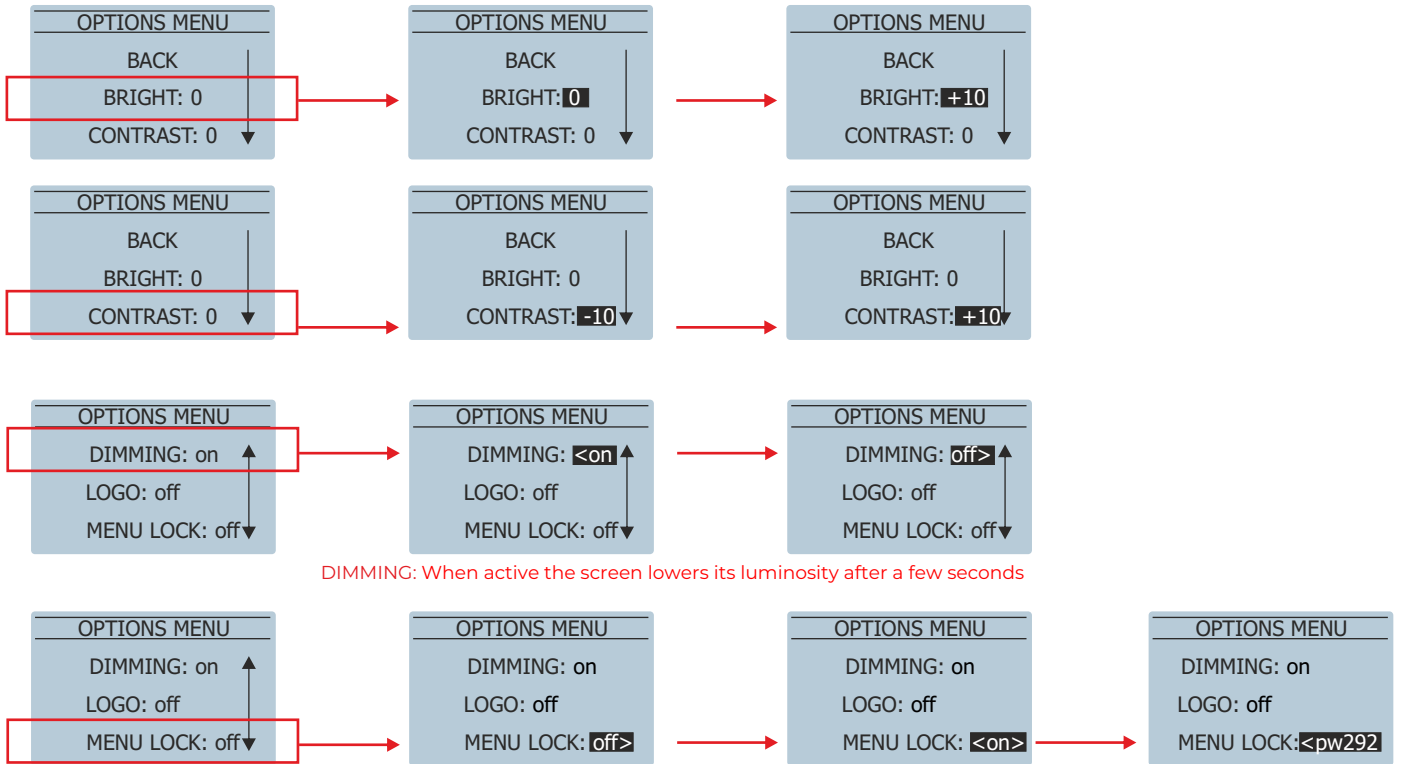 OPTIONS MENU
BACK
BRIGHT: 0
CONTRAST: 0
OPTIONS MENU
BACK
BRIGHT: 0
CONTRAST: 0
OPTIONS MENU
BACK
BRIGHT: +10
CONTRAST: 0
OPTIONS MENU
BACK
BRIGHT: 0
CONTRAST: 0
OPTIONS MENU
BACK
BRIGHT: 0
CONTRAST: -10
OPTIONS MENU
BACK
BRIGHT: 0
CONTRAST: +10
OPTIONS MENU
DIMMING: on
LOGO: off
MENU LOCK: off
OPTIONS MENU
DIMMING: <on
LOGO: off
MENU LOCK: off
OPTIONS MENU
DIMMING: off>
LOGO: off
MENU LOCK: off
DIMMING: When active the screen lowers its luminosity after a few seconds
OPTIONS MENU
DIMMING: on
LOGO: off
MENU LOCK: off
OPTIONS MENU
DIMMING: on
LOGO: off
MENU LOCK: off>
OPTIONS MENU
DIMMING: on
LOGO: off
MENU LOCK: <on>
OPTIONS MENU
DIMMING: on
LOGO: off
MENU LOCK:<pw292